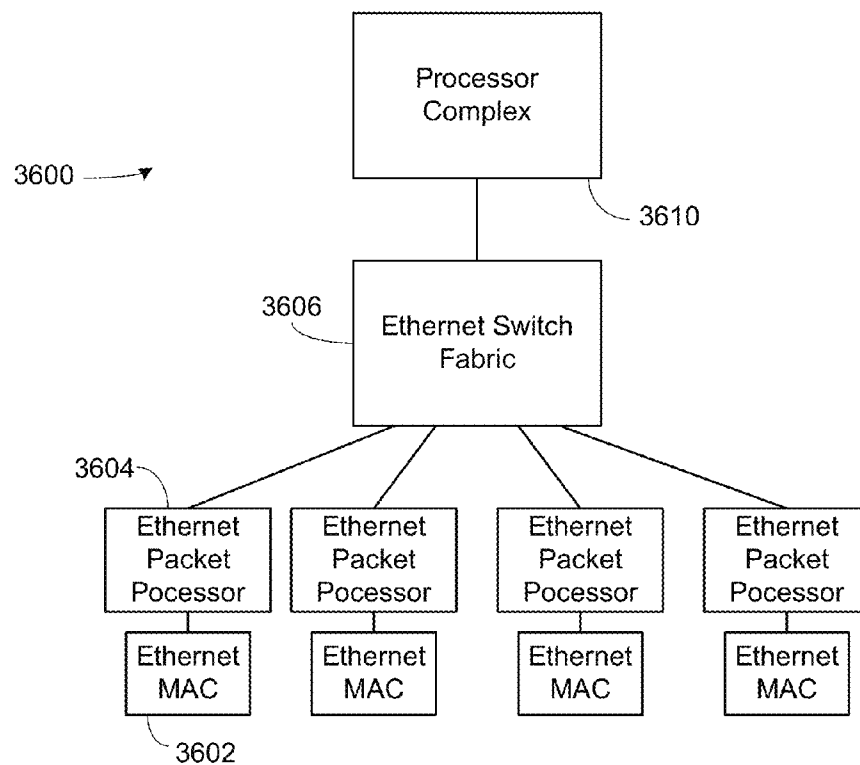 Processor
Complex
3600
3610
3606
Ethernet Switch
Fabric
3604
Ethernet
Packet
Pocessor
Ethernet
Packet
Pocessor
Ethernet
Packet
Pocessor
Ethernet
Packet
Pocessor
Ethernet
MAC
Ethernet
MAC
Ethernet
MAC
Ethernet
MAC
3602